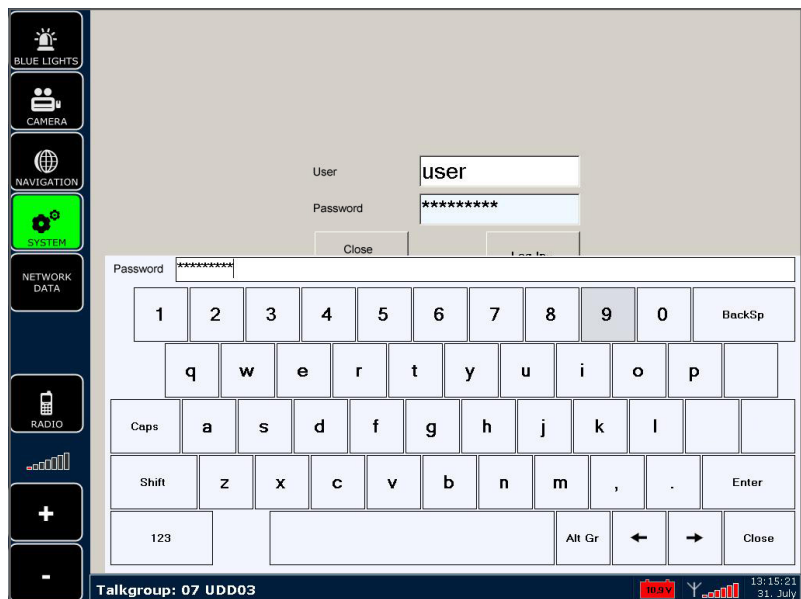 BLUE LIGHTS
CAMERA
NAVIGATION
SYSTEM
NETWORK
DATA
RADIO
+
-
User
user
Password
*********
Close
Log In
Password
*********
1 2 3 4 5 6 7 8 9 0 BackSp
q w e r t y u i o p
Caps a s d f g h j k l
Shift z x c v b n m , . Enter
123 Alt Gr ← → Close
Talkgroup: 07 UDD03
10,9 V
13:15:21
31. July